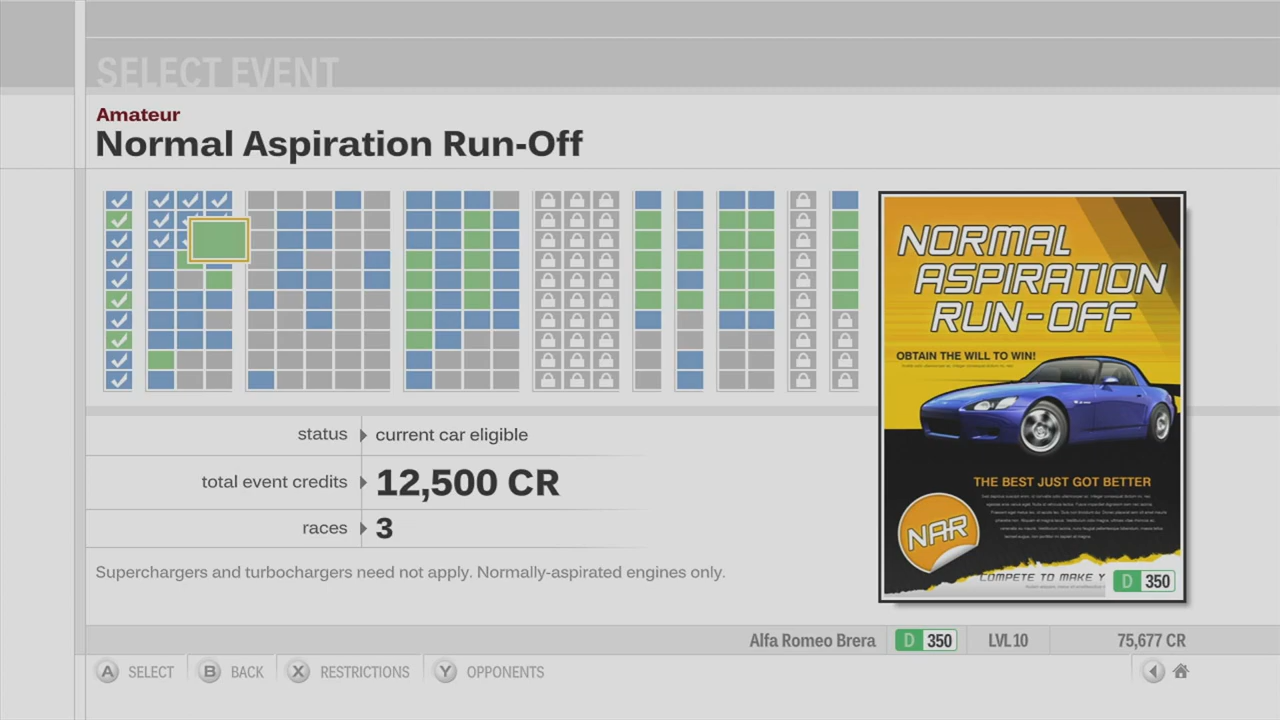 SELECT EVENT
Amateur
Normal Aspiration Run-Off
NORMAL
ASPIRATION
RUN-OFF
OBTAIN THE WILL TO WIN!
status
current car eligible
total event credits
12,500 CR
races
3
Superchargers and turbochargers need not apply. Normally-aspirated engines only.
THE BEST JUST GOT BETTER
NAR
COMPETE TO MAKE Y
D 350
Alfa Romeo Brera
D 350
LVL 10
75,677 CR
A SELECT
B BACK
X RESTRICTIONS
Y OPPONENTS